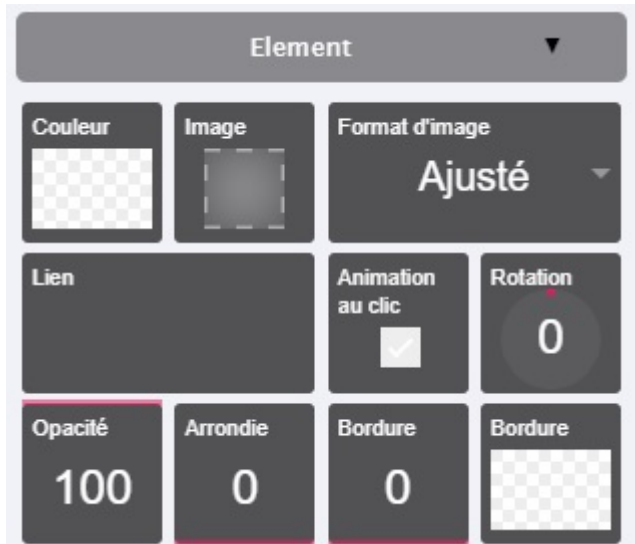 Element ▼
Couleur
Image
Format d'image
Ajusté
Lien
Animation
au clic
Rotation
0
Opacité
100
Arrondie
0
Bordure
0
Bordure